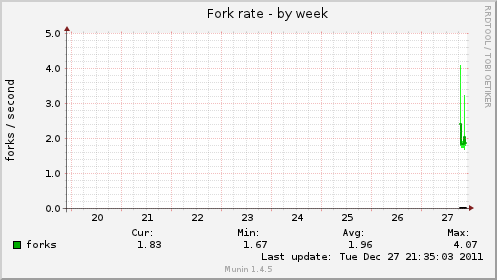 Fork rate - by week
RRDTOOL / TOBI OETIKER
forks / second
5.0
4.0
3.0
2.0
1.0
0.0
20 21 22 23 24 25 26 27
Cur: Min: Avg: Max:
forks 1.83 1.67 1.96 4.07
Last update: Tue Dec 27 21:35:03 2011
Munin 1.4.5